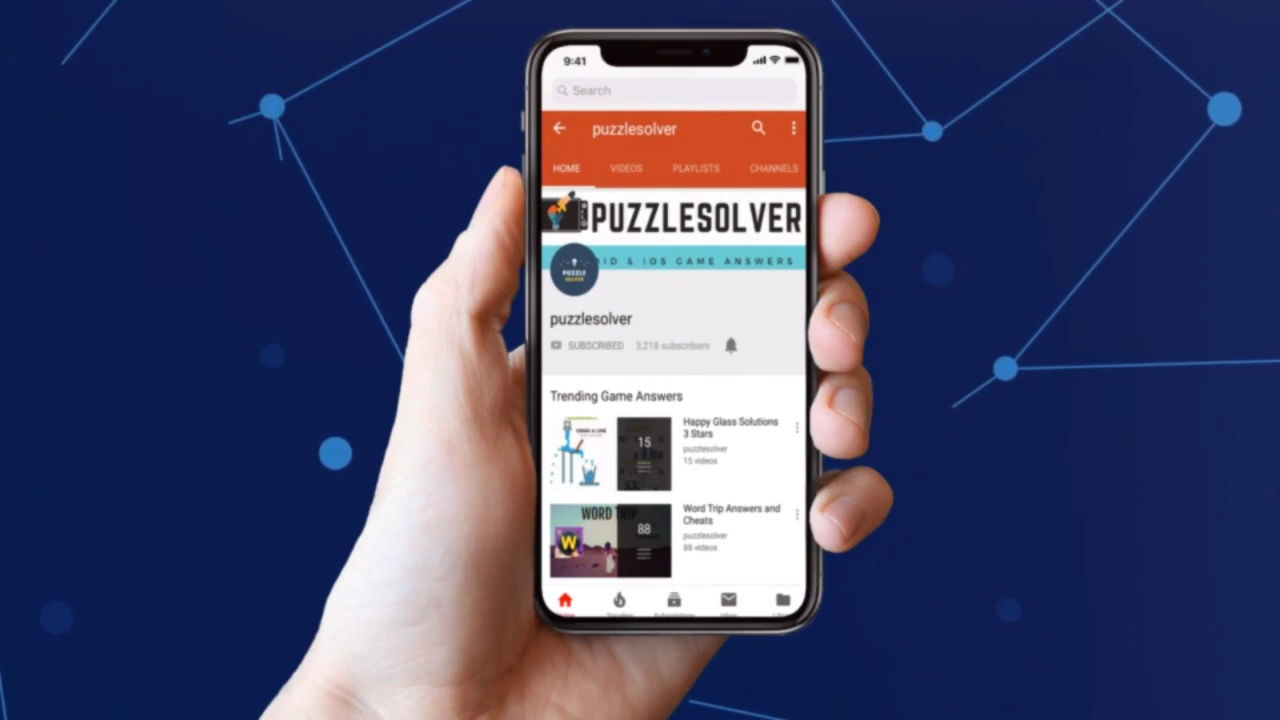 9:41
Search
puzzlesolver
HOME VIDEOS PLAYLISTS CHANNELS
PUZZLESOLVER
& IOS GAME ANSWERS
PUZZLE
SOLVER
puzzlesolver
SUBSCRIBED 3,218 subscribers
Trending Game Answers
15
Happy Glass Solutions
3 Stars
puzzlesolver
15 videos
WORD TRIP
W
88
Word Trip Answers and
Cheats
puzzlesolver
88 videos